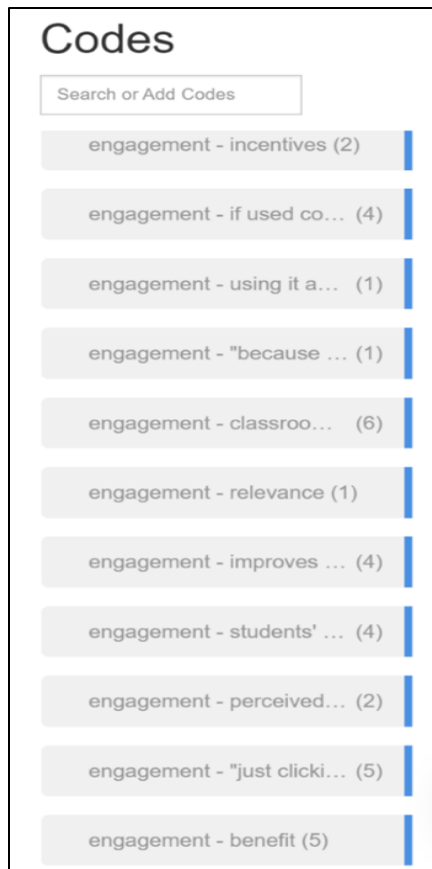 Codes
Search or Add Codes
engagement - incentives (2)
engagement - if used co... (4)
engagement - using it a... (1)
engagement - "because ... (1)
engagement - classroo... (6)
engagement - relevance (1)
engagement - improves ... (4)
engagement - students' ... (4)
engagement - perceived... (2)
engagement - "just clicki... (5)
engagement - benefit (5)